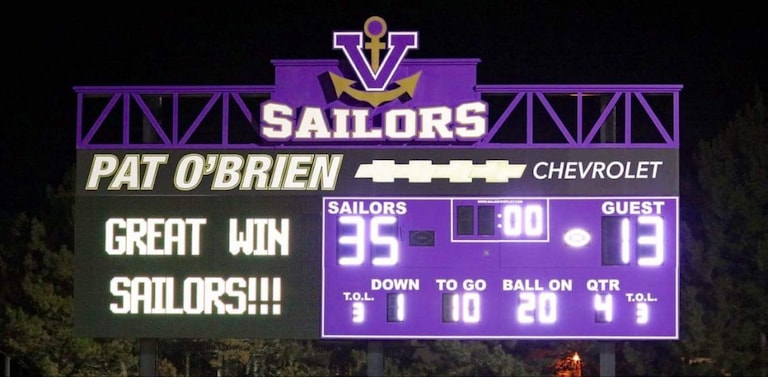 V
SAILORS
PAT O'BRIEN CHEVROLET
GREAT WIN
SAILORS!!!
SAILORS :00 GUEST
35 13
DOWN TO GO BALL ON QTR
T.O.L. 1 10 20 4 T.O.L.
3 3